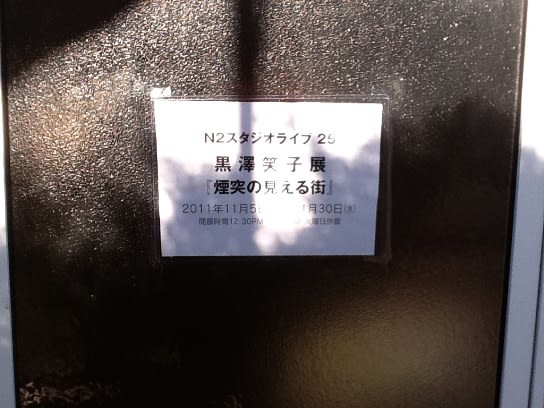 N2スタジオライフ 25
黒澤笑子展
『煙突の見える街』
2011年11月5 月30日(水)
開廊時間12:30PM 火曜日休廊